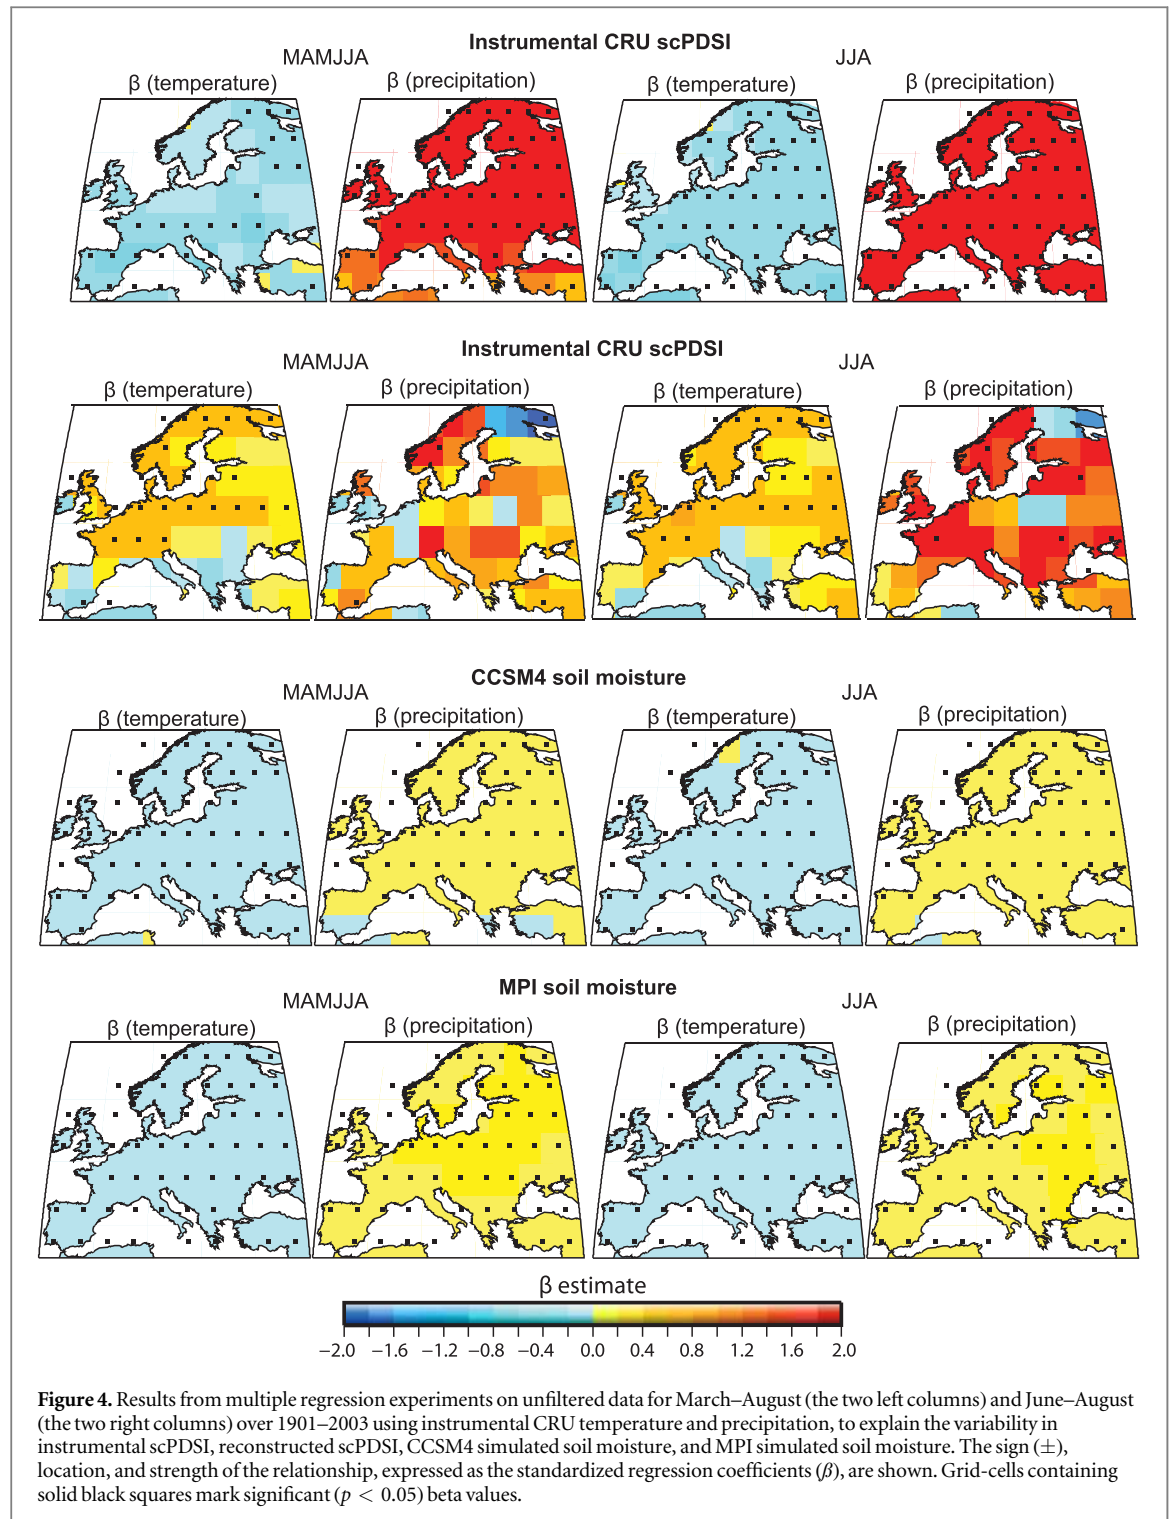 Instrumental CRU scPDSI
MAMJJA JJA
β (temperature) β (precipitation) β (temperature) β (precipitation)
Instrumental CRU scPDSI
MAMJJA JJA
β (temperature) β (precipitation) β (temperature) β (precipitation)
CCSM4 soil moisture
MAMJJA JJA
β (temperature) β (precipitation) β (temperature) β (precipitation)
MPI soil moisture
MAMJJA JJA
β (temperature) β (precipitation) β (temperature) β (precipitation)
β estimate
−2.0 −1.6 −1.2 −0.8 −0.4 0.0 0.4 0.8 1.2 1.6 2.0
Figure 4. Results from multiple regression experiments on unfiltered data for March–August (the two left columns) and June–August
(the two right columns) over 1901–2003 using instrumental CRU temperature and precipitation, to explain the variability in
instrumental scPDSI, reconstructed scPDSI, CCSM4 simulated soil moisture, and MPI simulated soil moisture. The sign (±),
location, and strength of the relationship, expressed as the standardized regression coefficients (β), are shown. Grid-cells containing
solid black squares mark significant (p < 0.05) beta values.